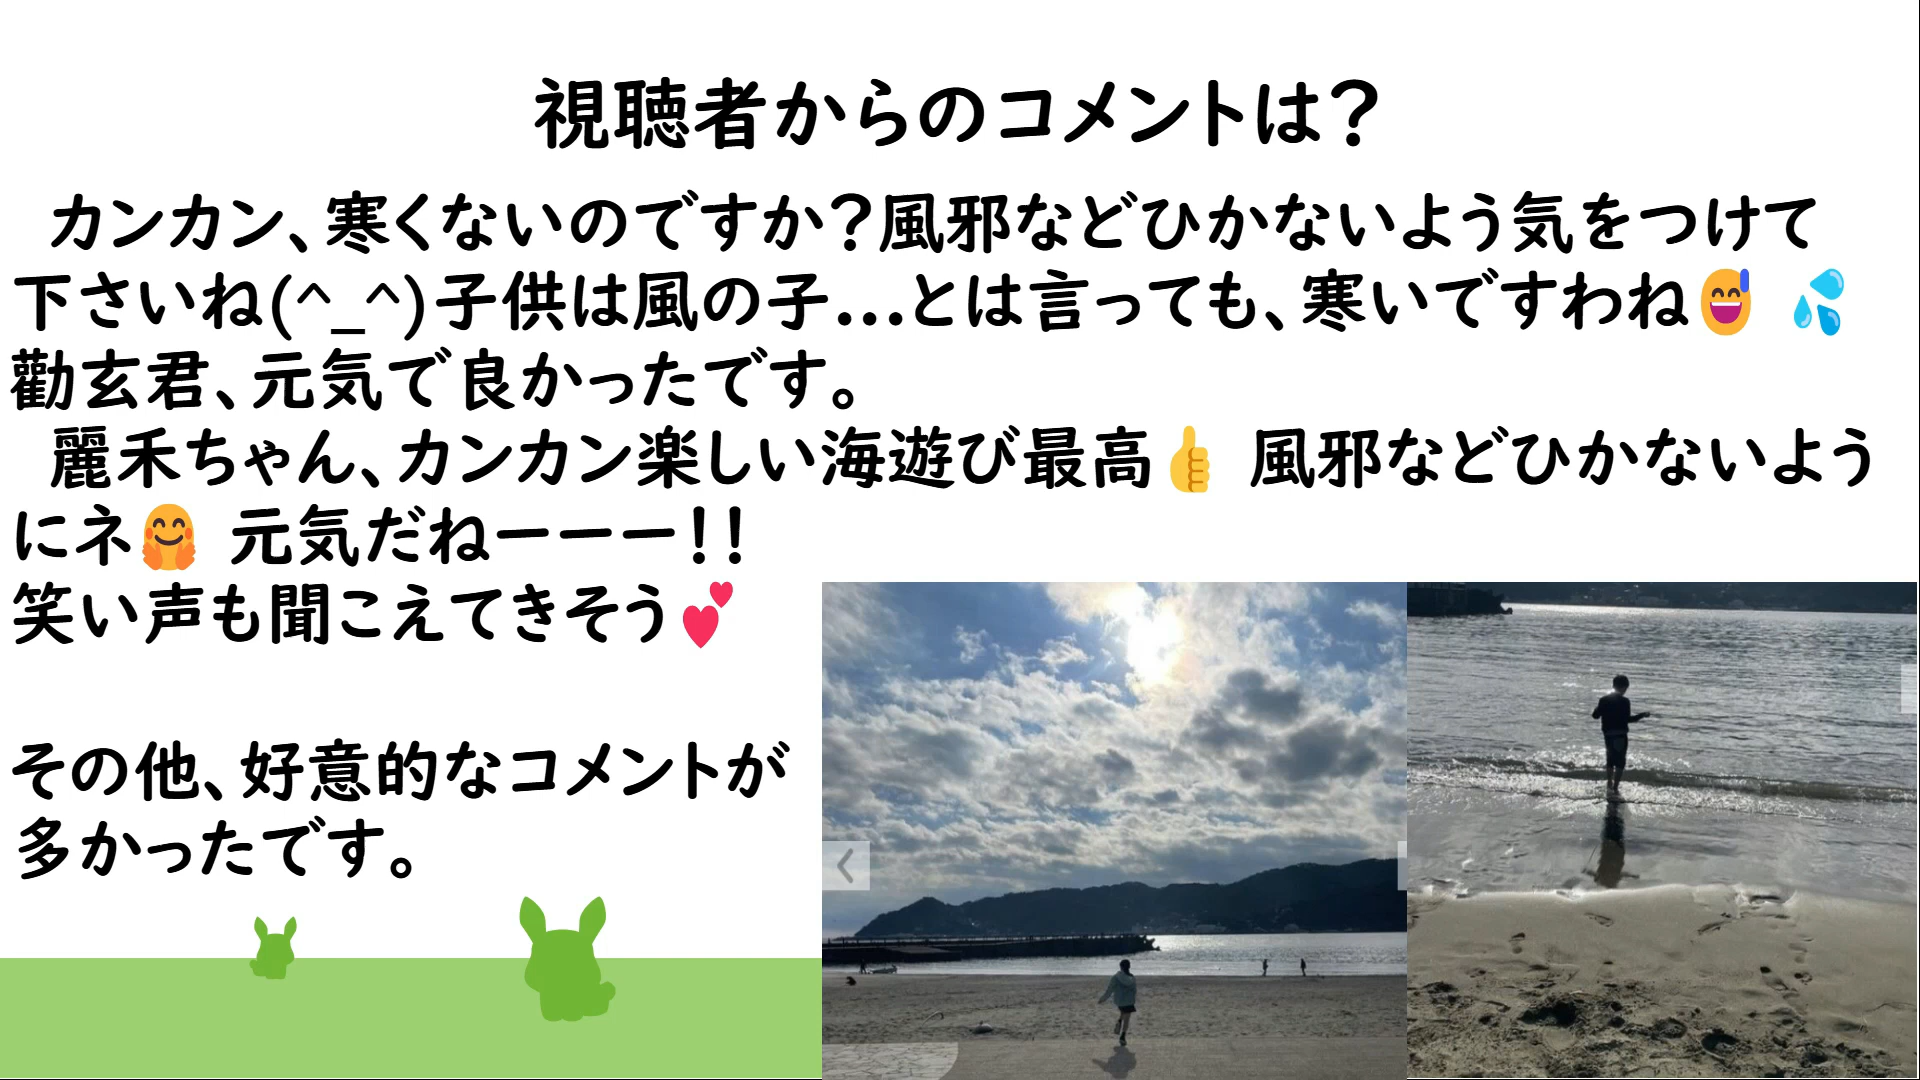 視聴者からのコメントは？
カンカン、寒くないのですか？風邪などひかないよう気をつけて
下さいね(^_^)子供は風の子…とは言っても、寒いですわね😅 💦
勸玄君、元気で良かったです。
麗禾ちゃん、カンカン楽しい海遊び最高👍 風邪などひかないよう
にネ🤗 元気だねーーー！！
笑い声も聞こえてきそう💕
その他、好意的なコメントが
多かったです。